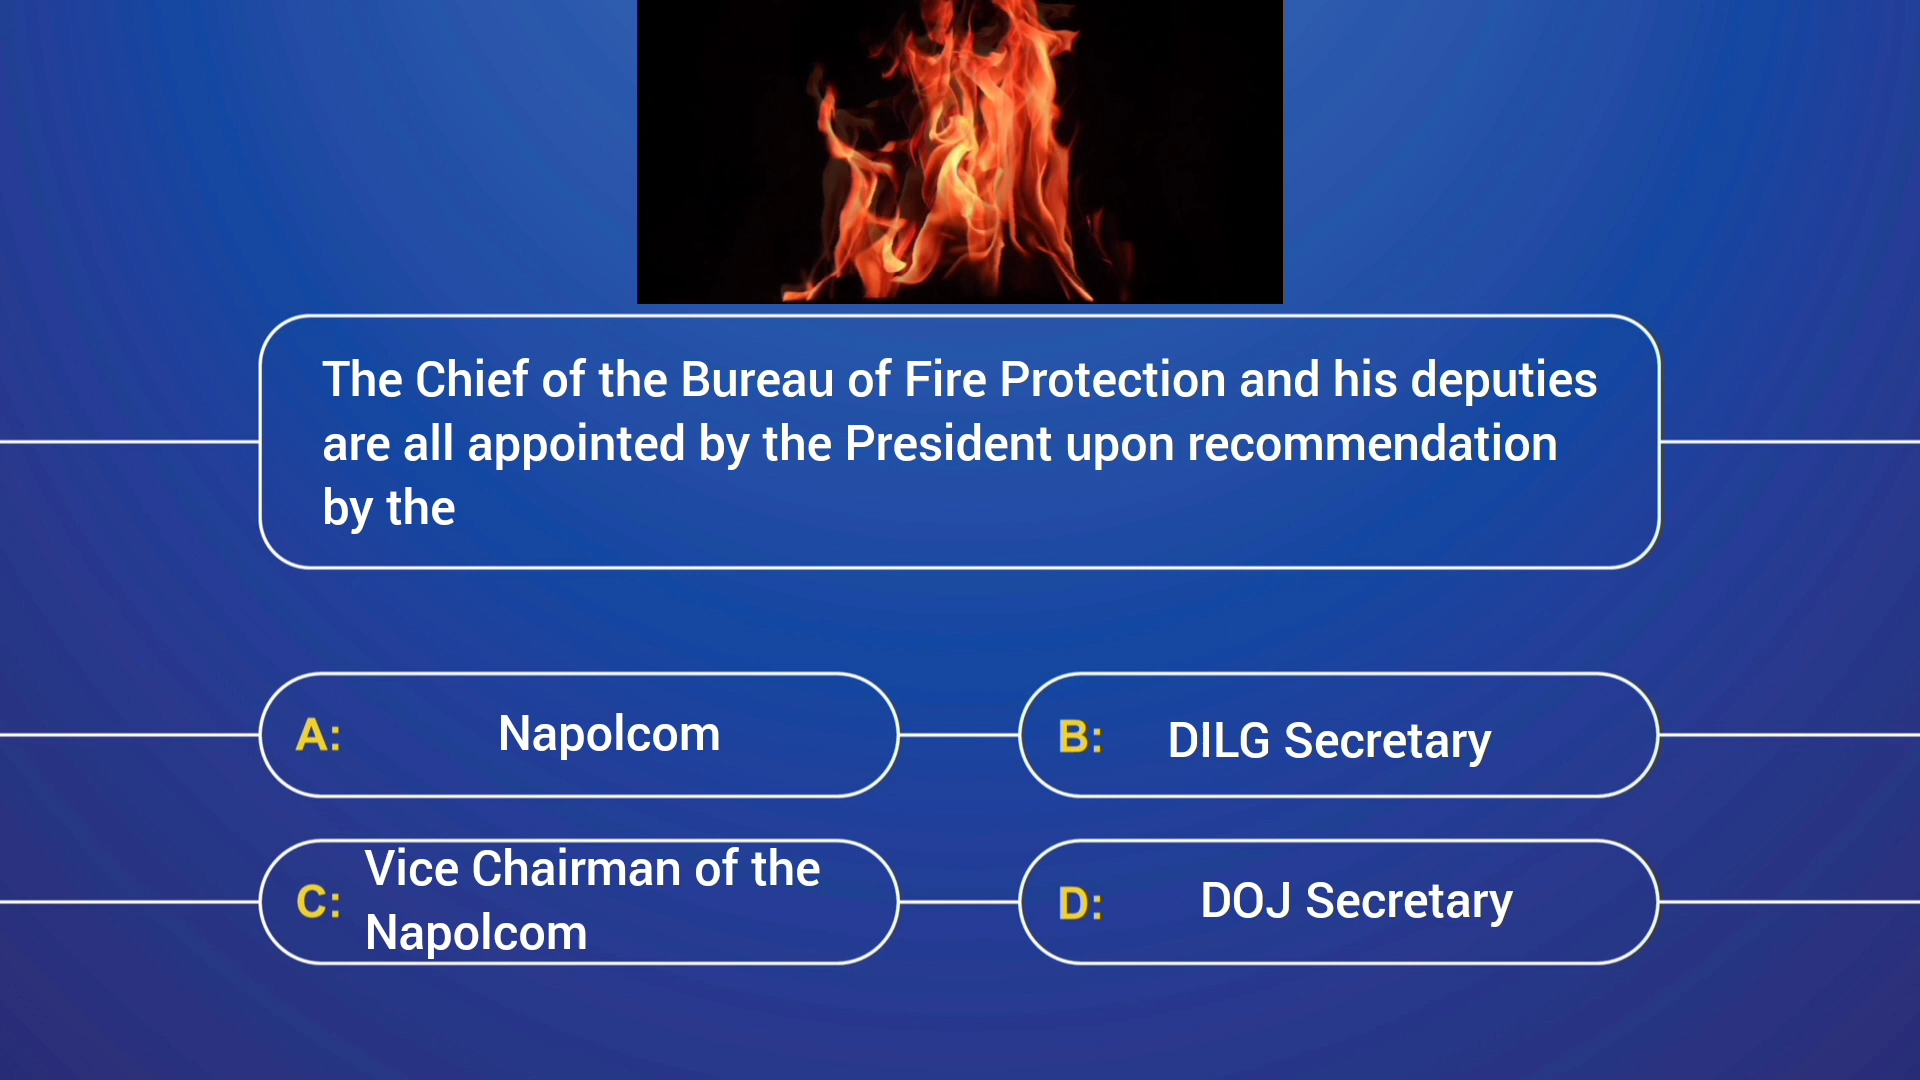 The Chief of the Bureau of Fire Protection and his deputies
are all appointed by the President upon recommendation
by the
A: Napolcom
B: DILG Secretary
C: Vice Chairman of the
Napolcom
D: DOJ Secretary